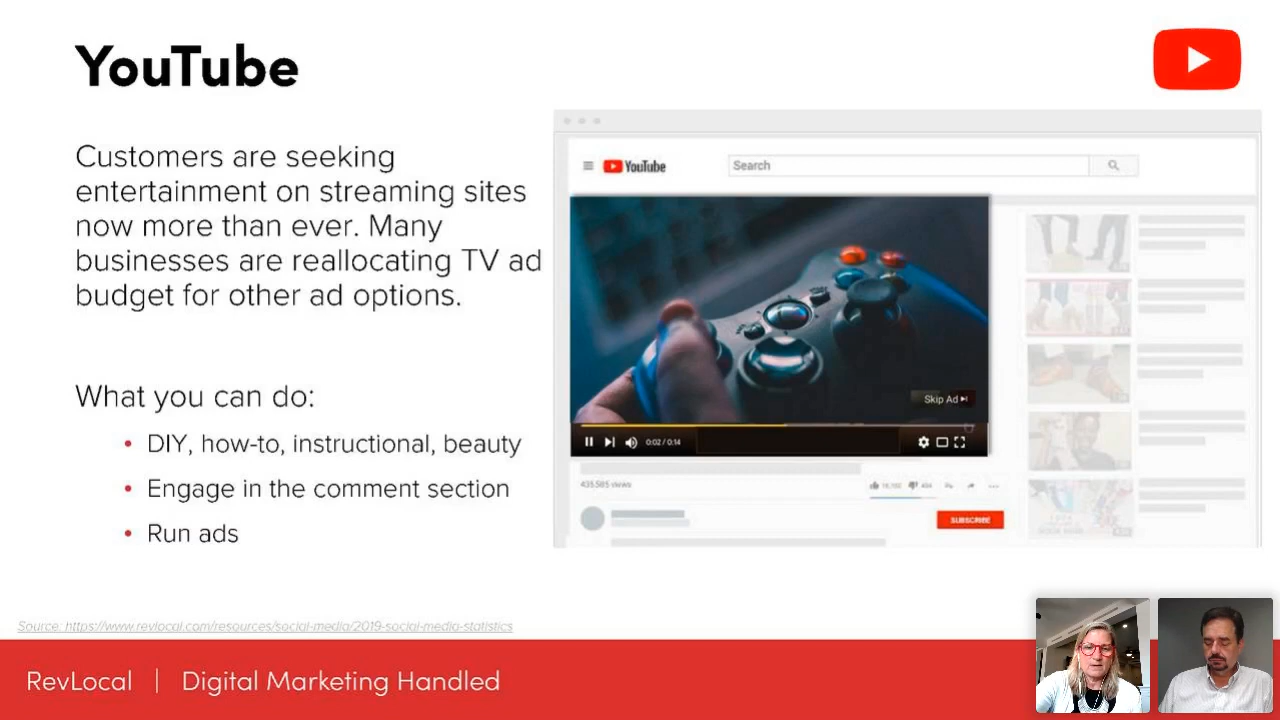 YouTube
Customers are seeking
entertainment on streaming sites
now more than ever. Many
businesses are reallocating TV ad
budget for other ad options.
What you can do:
• DIY, how-to, instructional, beauty
• Engage in the comment section
• Run ads
YouTube
Search
Skip Ad
0:02 / 0:14
435,585 views
SUBSCRIBE
Source: https://www.revlocal.com/resources/social-media/2019-social-media-statistics
RevLocal | Digital Marketing Handled